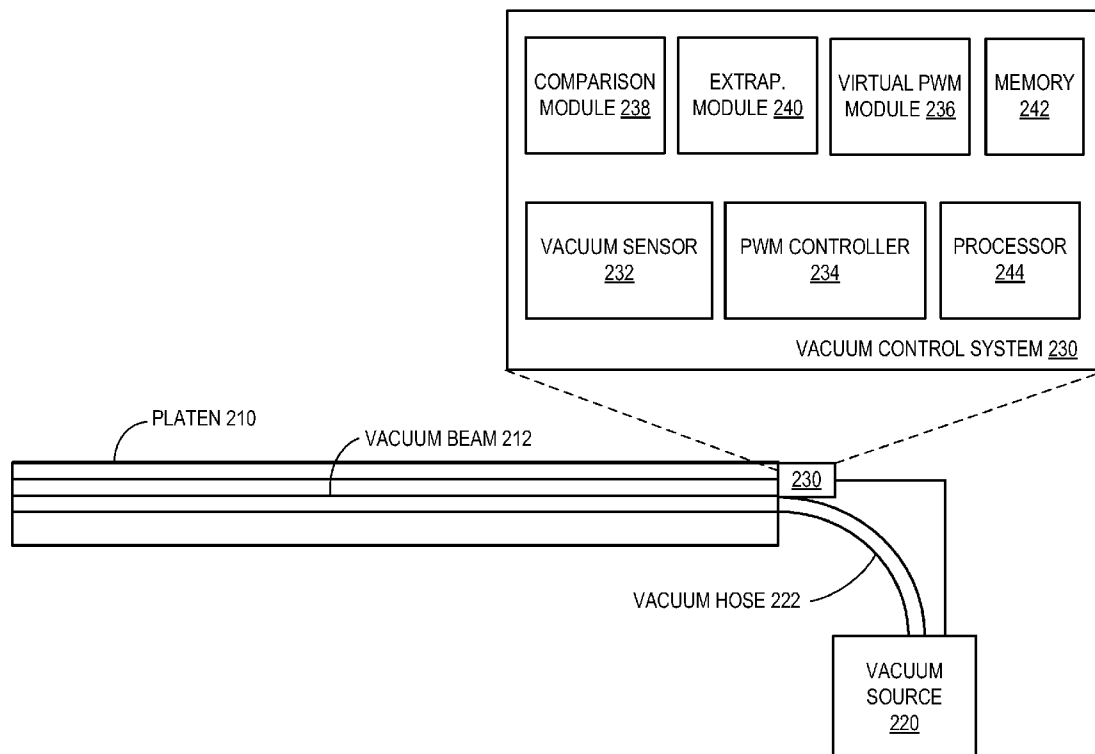 COMPARISON
MODULE 238
EXTRAP.
MODULE 240
VIRTUAL PWM
MODULE 236
MEMORY
242
VACUUM SENSOR
232
PWM CONTROLLER
234
PROCESSOR
244
VACUUM CONTROL SYSTEM 230
PLATEN 210
VACUUM BEAM 212
230
VACUUM HOSE 222
VACUUM
SOURCE
220